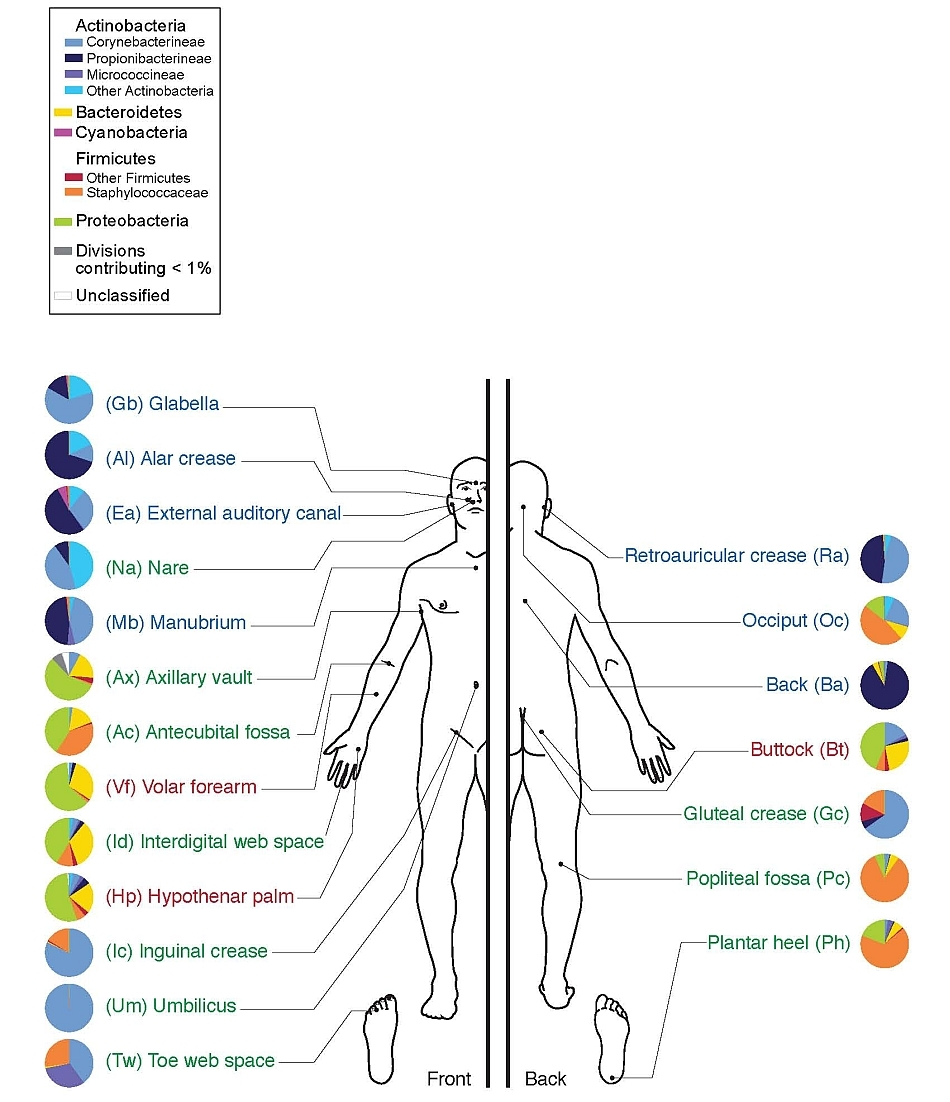 Actinobacteria
Corynebacterineae
Propionibacterineae
Micrococcineae
Other Actinobacteria
Bacteroidetes
Cyanobacteria
Firmicutes
Other Firmicutes
Staphylococcaceae
Proteobacteria
Divisions
contributing < 1%
Unclassified
(Gb) Glabella
(Al) Alar crease
(Ea) External auditory canal
(Na) Nare
(Mb) Manubrium
(Ax) Axillary vault
(Ac) Antecubital fossa
(Vf) Volar forearm
(Id) Interdigital web space
(Hp) Hypothenar palm
(Ic) Inguinal crease
(Um) Umbilicus
(Tw) Toe web space
Retroauricular crease (Ra)
Occiput (Oc)
Back (Ba)
Buttock (Bt)
Gluteal crease (Gc)
Popliteal fossa (Pc)
Plantar heel (Ph)
Front
Back